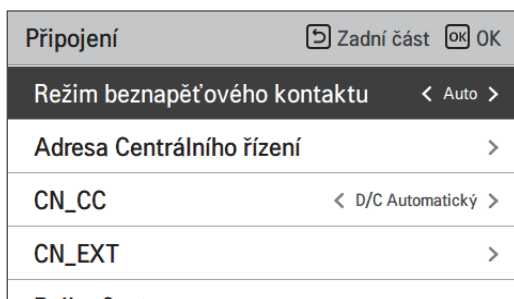 Připojení Zadní část OK OK
Režim beznapěťového kontaktu < Auto >
Adresa Centrálního řízení >
CN_CC < D/C Automatický >
CN_EXT >